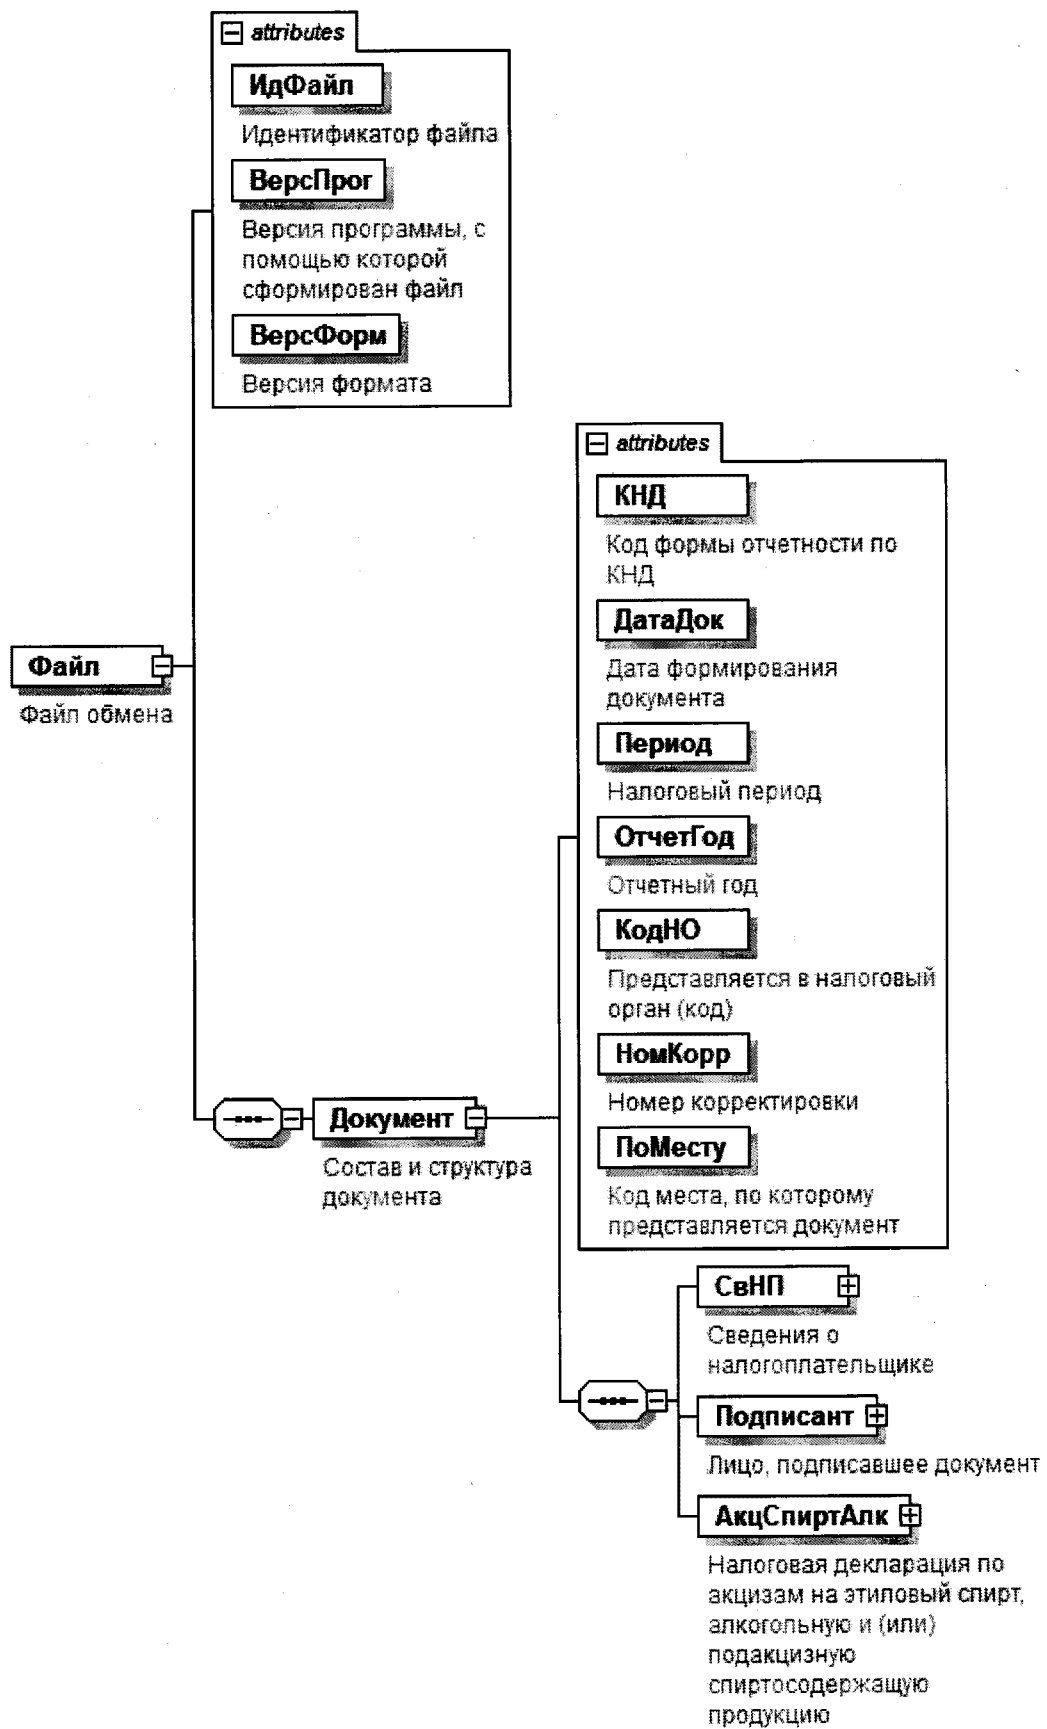 attributes
ИдФайл
Идентификатор файла
ВерсПрог
Версия программы, с
помощью которой
сформирован файл
ВерсФорм
Версия формата
Файл
Файл обмена
Документ
Состав и структура
документа
attributes
КНД
Код формы отчетности по
КНД
ДатаДок
Дата формирования
документа
Период
Налоговый период
ОтчетГод
Отчетный год
КодНО
Представляется в налоговый
орган (код)
НомКорр
Номер корректировки
ПоМесту
Код места, по которому
представляется документ
СвНП
Сведения о
налогоплательщике
Подписант
Лицо, подписавшее документ
АкцСпиртАлк
Налоговая декларация по
акцизам на этиловый спирт,
алкогольную и (или)
подакцизную
спиртосодержащую
продукцию